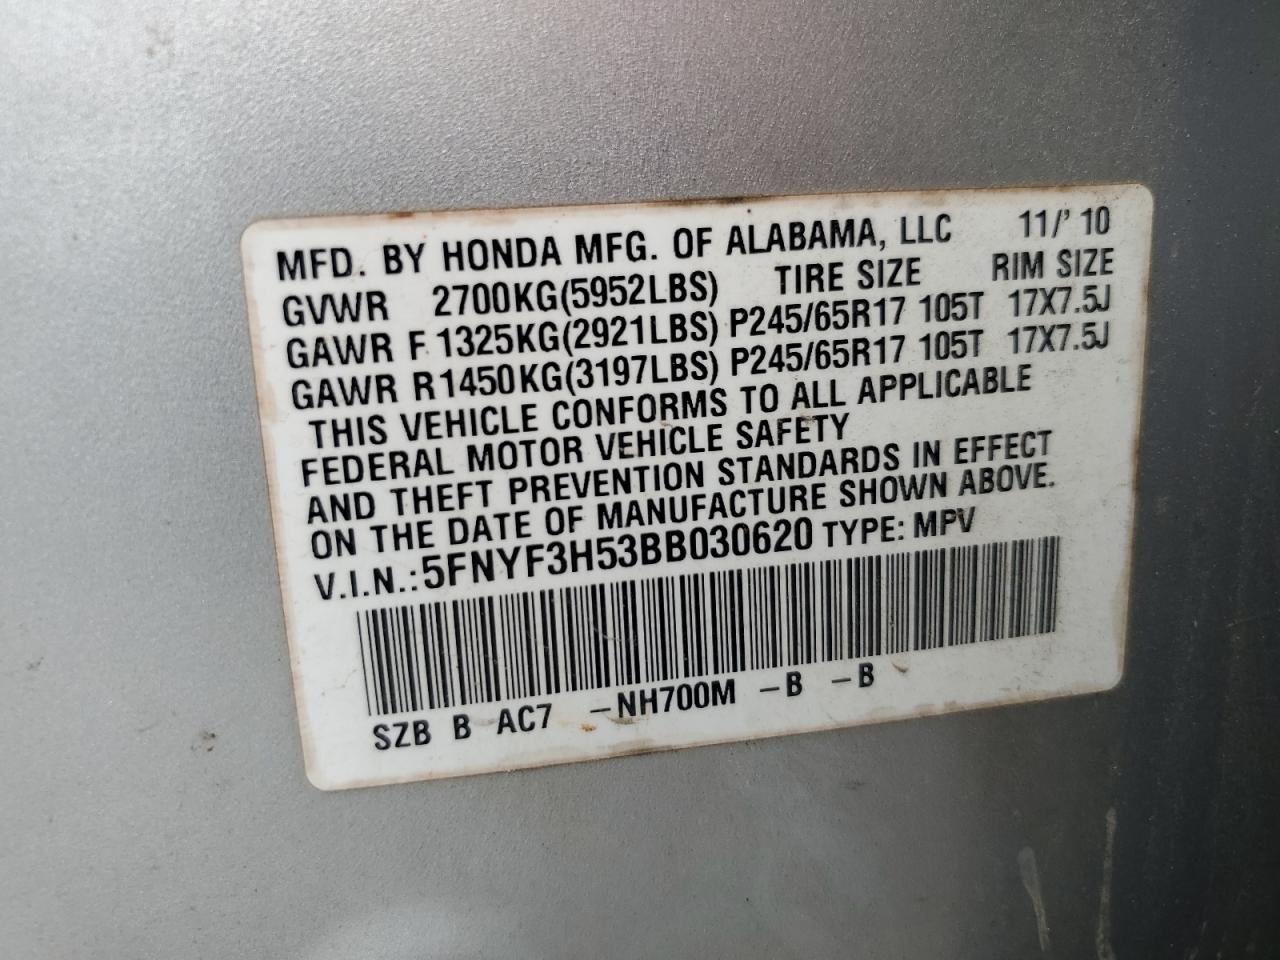 MFD. BY HONDA MFG. OF ALABAMA, LLC 11/' 10
GVWR 2700KG(5952LBS) TIRE SIZE RIM SIZE
GAWR F 1325KG(2921LBS) P245/65R17 105T 17X7.5J
GAWR R1450KG(3197LBS) P245/65R17 105T 17X7.5J
THIS VEHICLE CONFORMS TO ALL APPLICABLE
FEDERAL MOTOR VEHICLE SAFETY
AND THEFT PREVENTION STANDARDS IN EFFECT
ON THE DATE OF MANUFACTURE SHOWN ABOVE.
V.I.N.:5FNYF3H53BB030620 TYPE: MPV
SZB B AC7 –NH700M –B –B